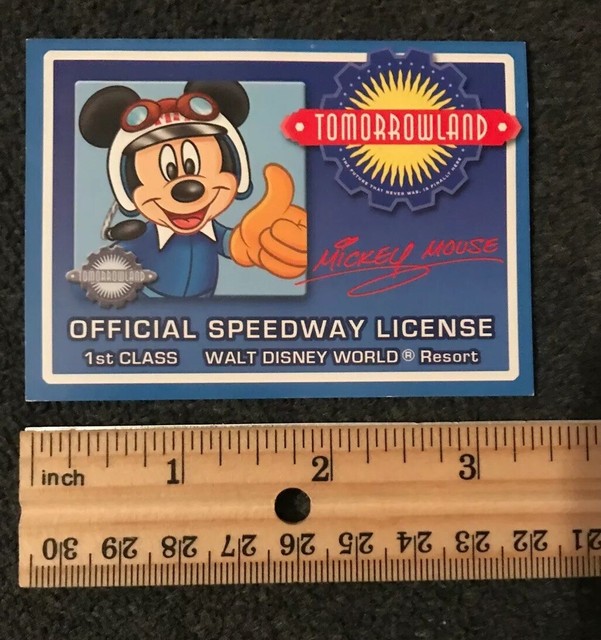 TOMORROWLAND
THE FUTURE THAT NEVER WAS, IS FINALLY HERE
MICKEY MOUSE
TOMORROWLAND
OFFICIAL SPEEDWAY LICENSE
1st CLASS WALT DISNEY WORLD ® Resort
inch 1 2 3
30 29 28 27 26 25 24 23 22 21